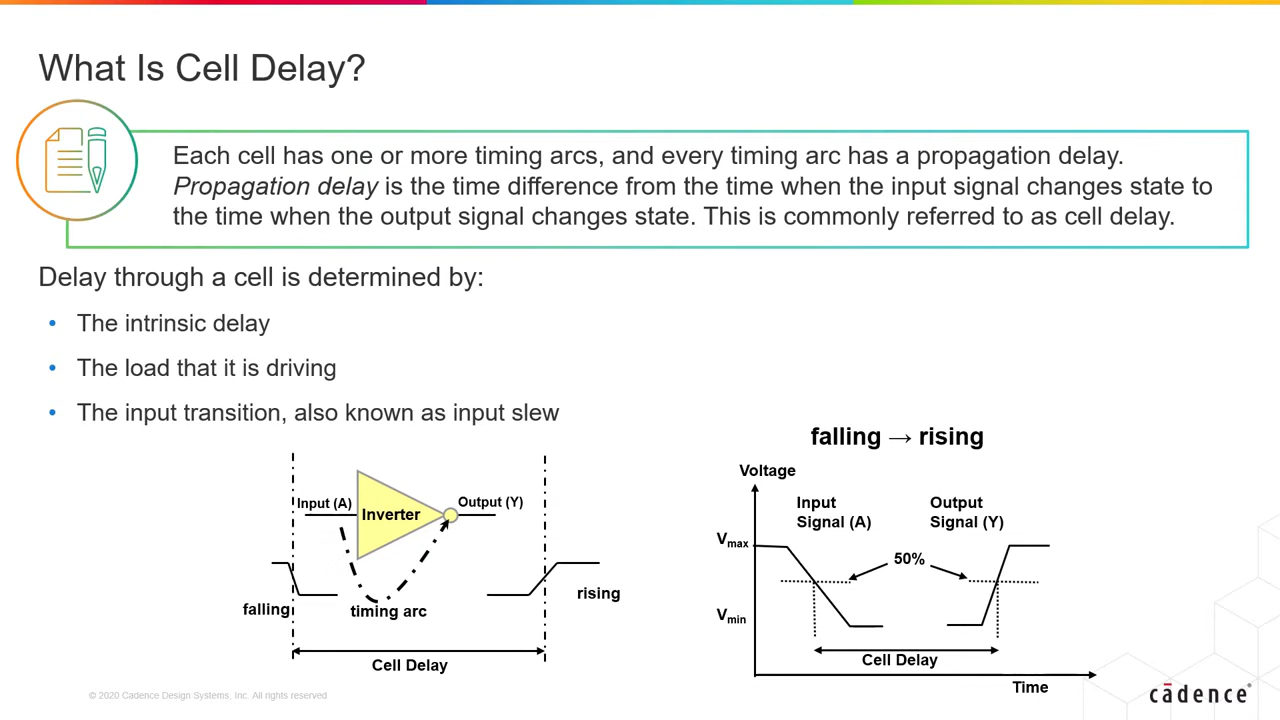 What Is Cell Delay?
Each cell has one or more timing arcs, and every timing arc has a propagation delay.
Propagation delay is the time difference from the time when the input signal changes state to
the time when the output signal changes state. This is commonly referred to as cell delay.
Delay through a cell is determined by:
• The intrinsic delay
• The load that it is driving
• The input transition, also known as input slew
Input (A)
Inverter
Output (Y)
falling
timing arc
rising
Cell Delay
falling → rising
Voltage
Input
Signal (A)
Output
Signal (Y)
Vmax
50%
Vmin
Cell Delay
Time
© 2020 Cadence Design Systems, Inc. All rights reserved
cādence®